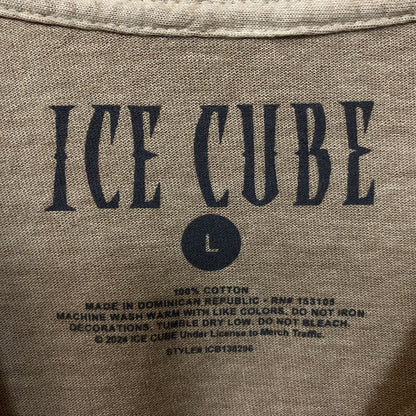 ICE CUBE
L
100% COTTON
MADE IN DOMINICAN REPUBLIC - RN# 153105
MACHINE WASH WARM WITH LIKE COLORS. DO NOT IRON
DECORATIONS. TUMBLE DRY LOW. DO NOT BLEACH.
© 2024 ICE CUBE Under License to Merch Traffic.
STYLE# ICB138296